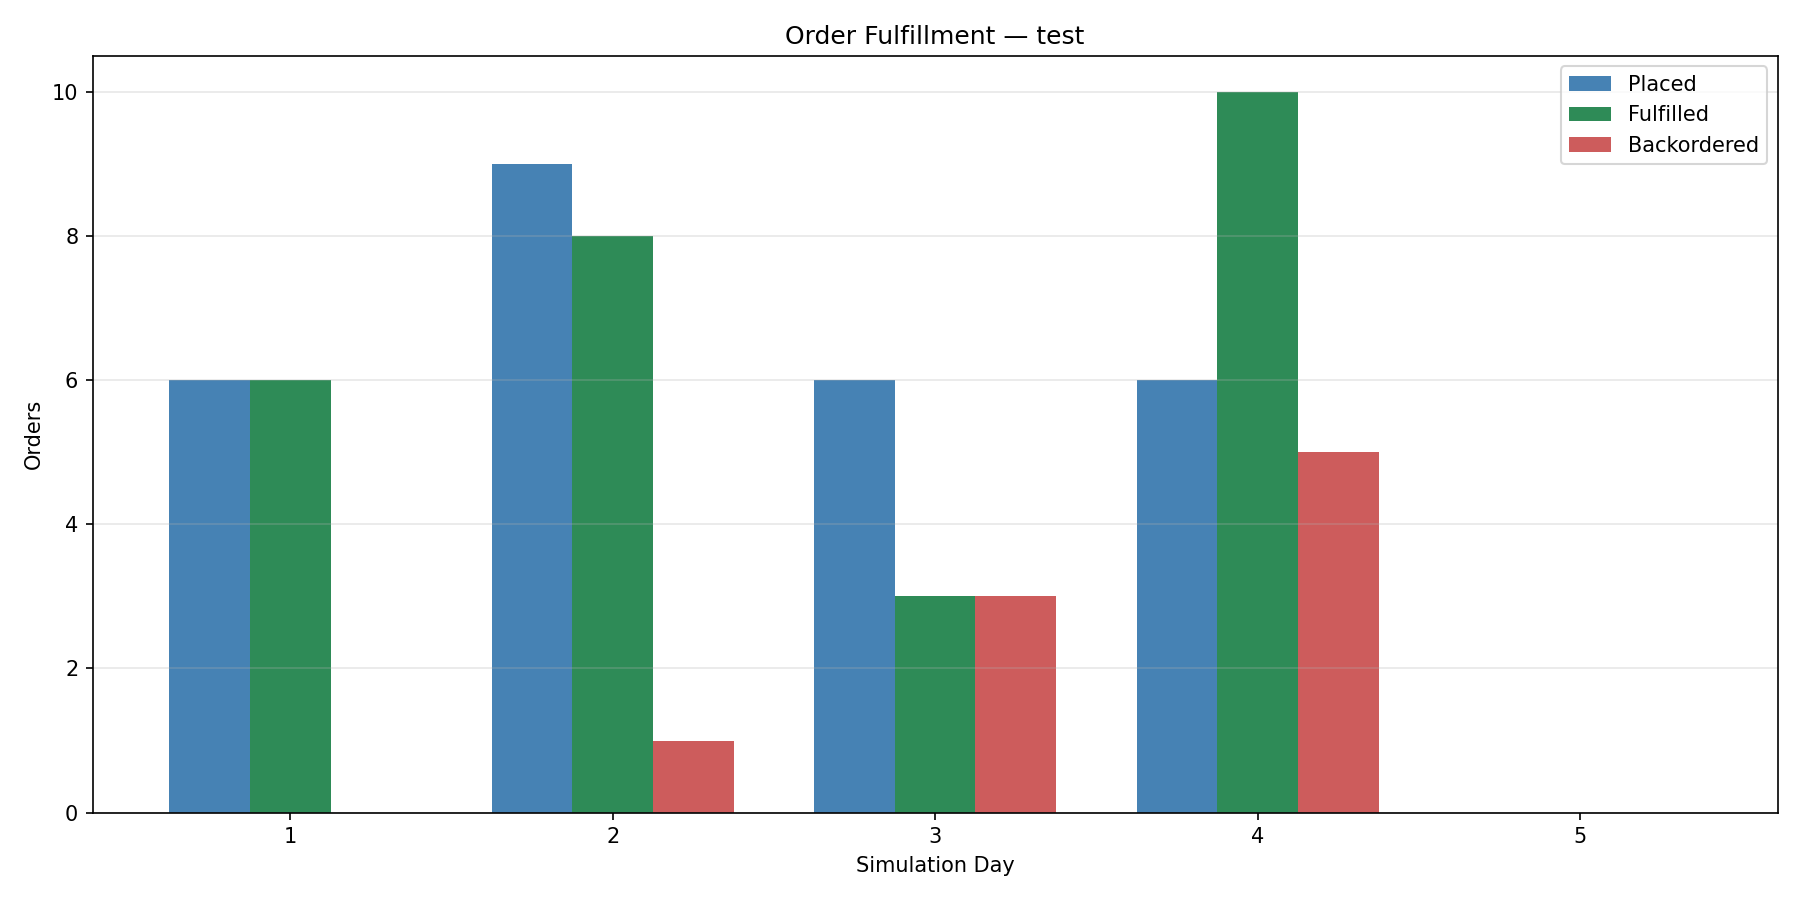 Order Fulfillment — test
Placed
Fulfilled
Backordered
10
8
6
4
2
0
Orders
1 2 3 4 5
Simulation Day